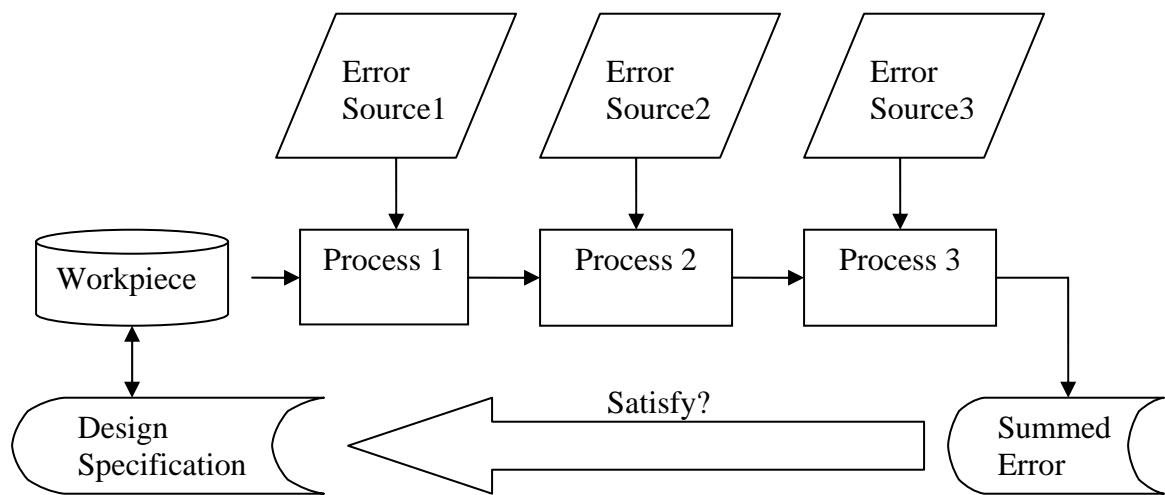 Error
Source1
Error
Source2
Error
Source3
Workpiece
Process 1
Process 2
Process 3
Satisfy?
Design
Specification
Summed
Error